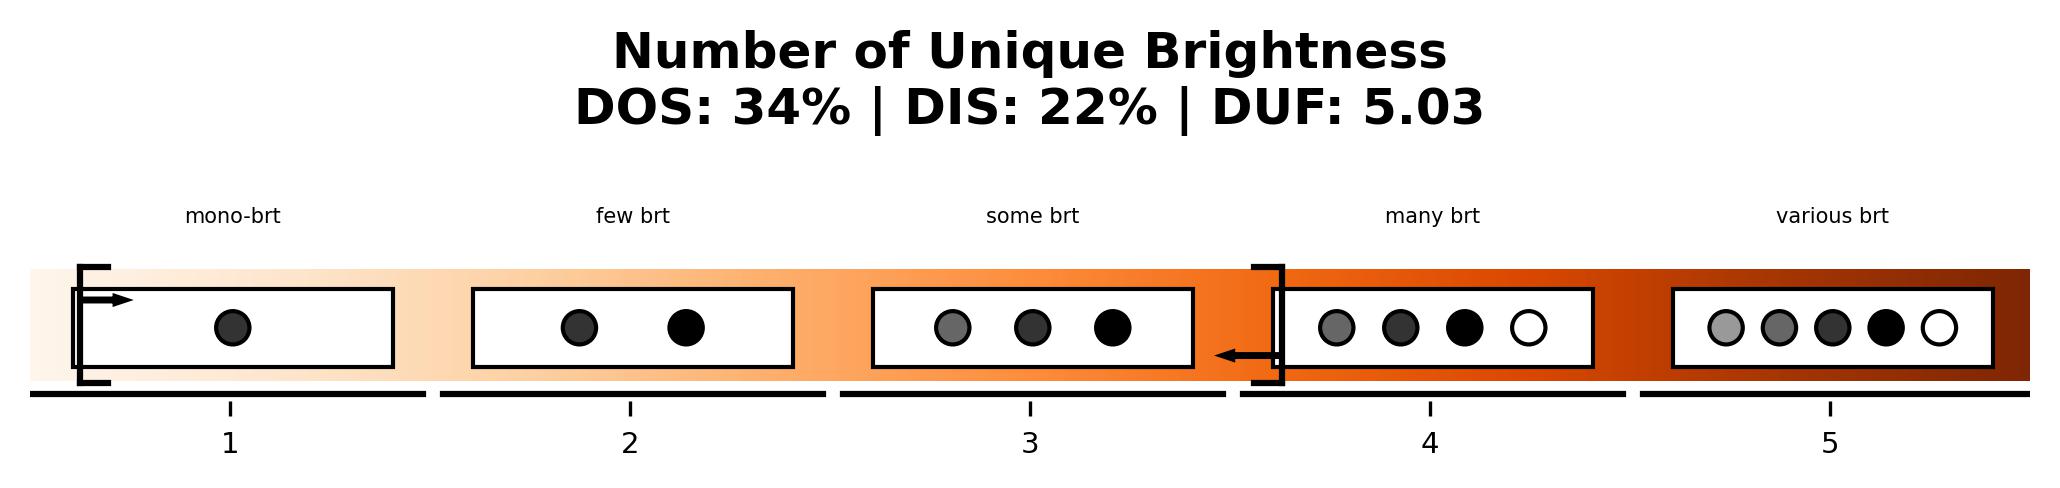 Number of Unique Brightness
DOS: 34% | DIS: 22% | DUF: 5.03
mono-brt few brt some brt many brt various brt
1 2 3 4 5